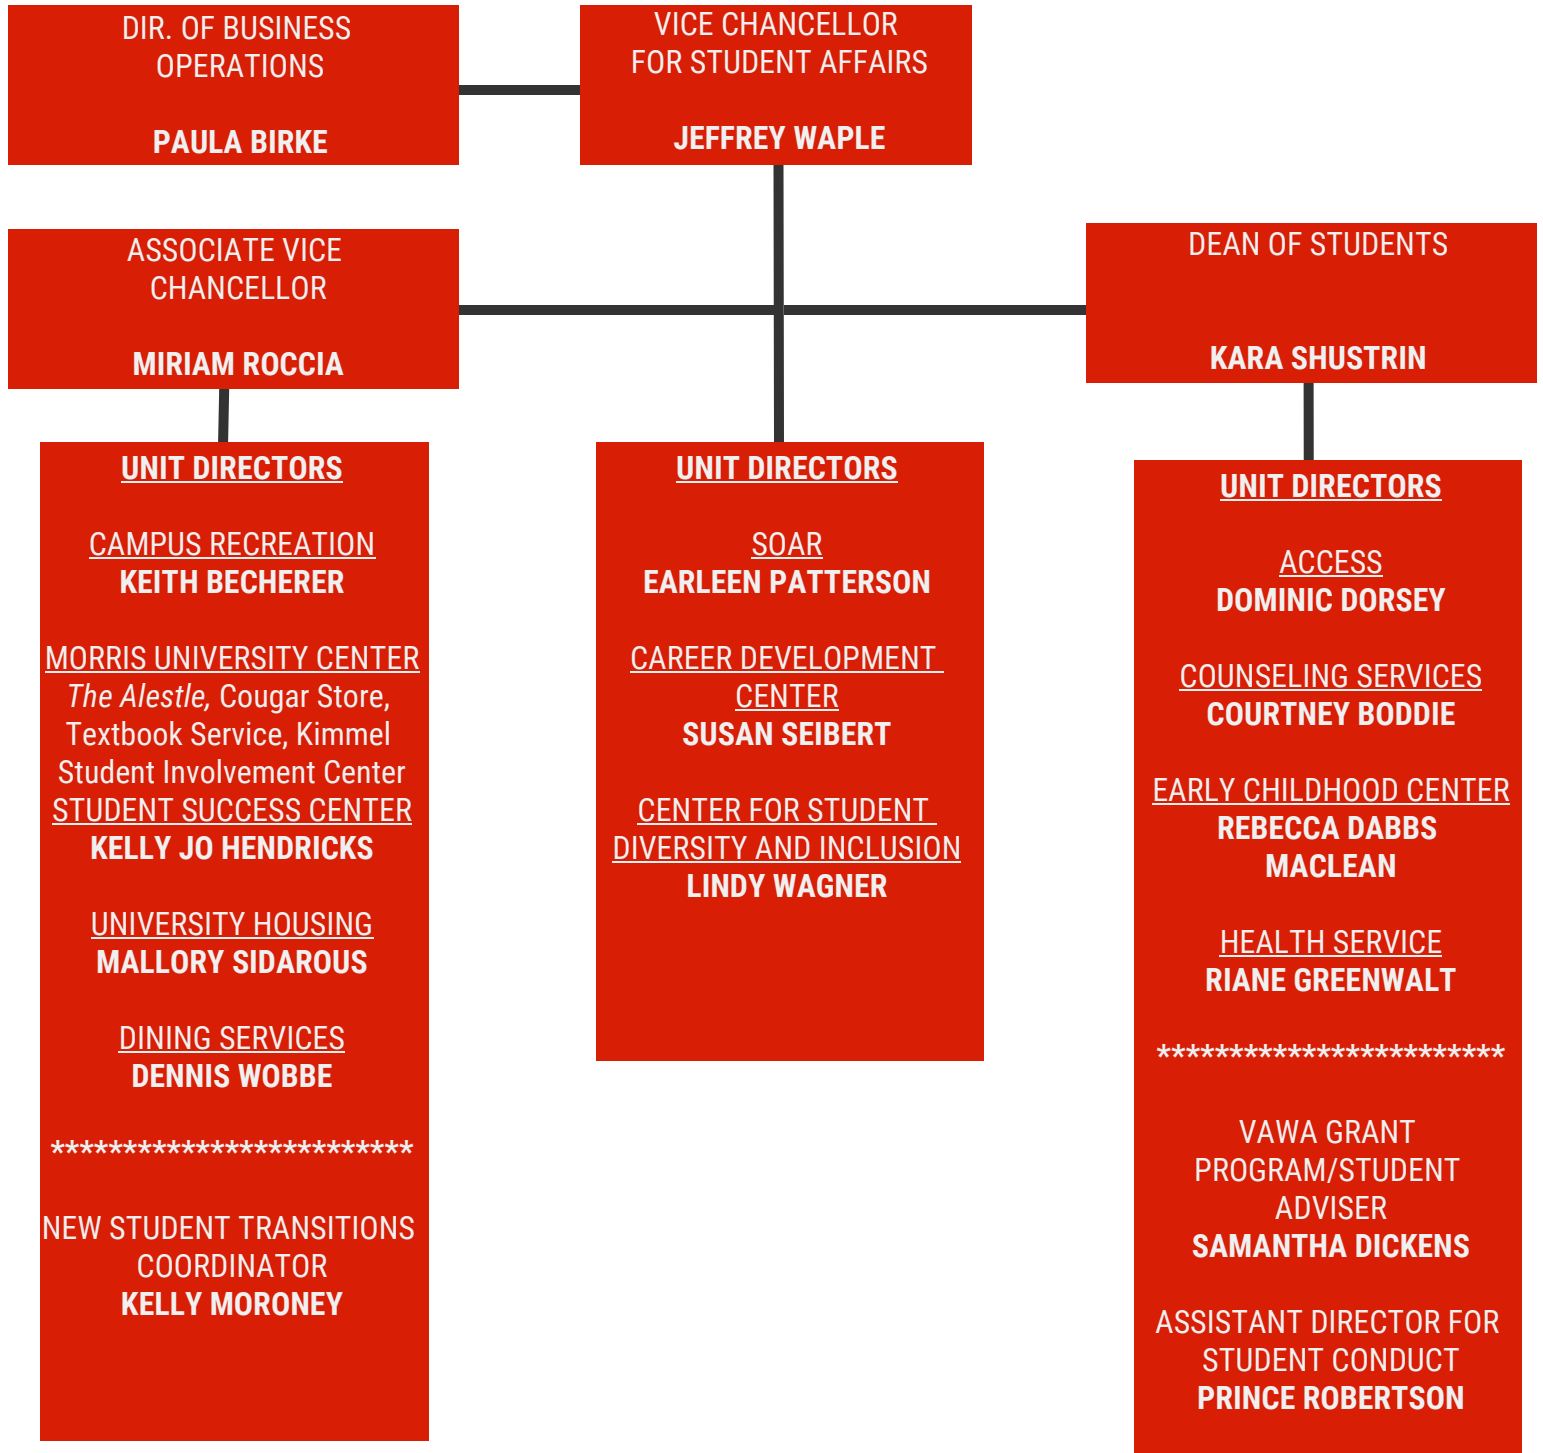 DIR. OF BUSINESS
OPERATIONS
PAULA BIRKE
VICE CHANCELLOR
FOR STUDENT AFFAIRS
JEFFREY WAPLE
ASSOCIATE VICE
CHANCELLOR
MIRIAM ROCCIA
DEAN OF STUDENTS
KARA SHUSTRIN
UNIT DIRECTORS
CAMPUS RECREATION
KEITH BECHERER
MORRIS UNIVERSITY CENTER
The Alestle, Cougar Store,
Textbook Service, Kimmel
Student Involvement Center
STUDENT SUCCESS CENTER
KELLY JO HENDRICKS
UNIVERSITY HOUSING
MALLORY SIDAROUS
DINING SERVICES
DENNIS WOBBE
*************************
NEW STUDENT TRANSITIONS
COORDINATOR
KELLY MORONEY
UNIT DIRECTORS
SOAR
EARLEEN PATTERSON
CAREER DEVELOPMENT
CENTER
SUSAN SEIBERT
CENTER FOR STUDENT
DIVERSITY AND INCLUSION
LINDY WAGNER
UNIT DIRECTORS
ACCESS
DOMINIC DORSEY
COUNSELING SERVICES
COURTNEY BODDIE
EARLY CHILDHOOD CENTER
REBECCA DABBS
MACLEAN
HEALTH SERVICE
RIANE GREENWALT
************************
VAWA GRANT
PROGRAM/STUDENT
ADVISER
SAMANTHA DICKENS
ASSISTANT DIRECTOR FOR
STUDENT CONDUCT
PRINCE ROBERTSON